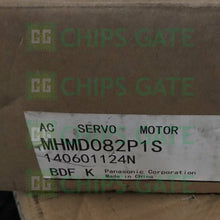 CHIPS GATE
AC SERVO MOTOR
MHMD082P1S
140601124N
BDF K Panasonic Corporation
Made in China